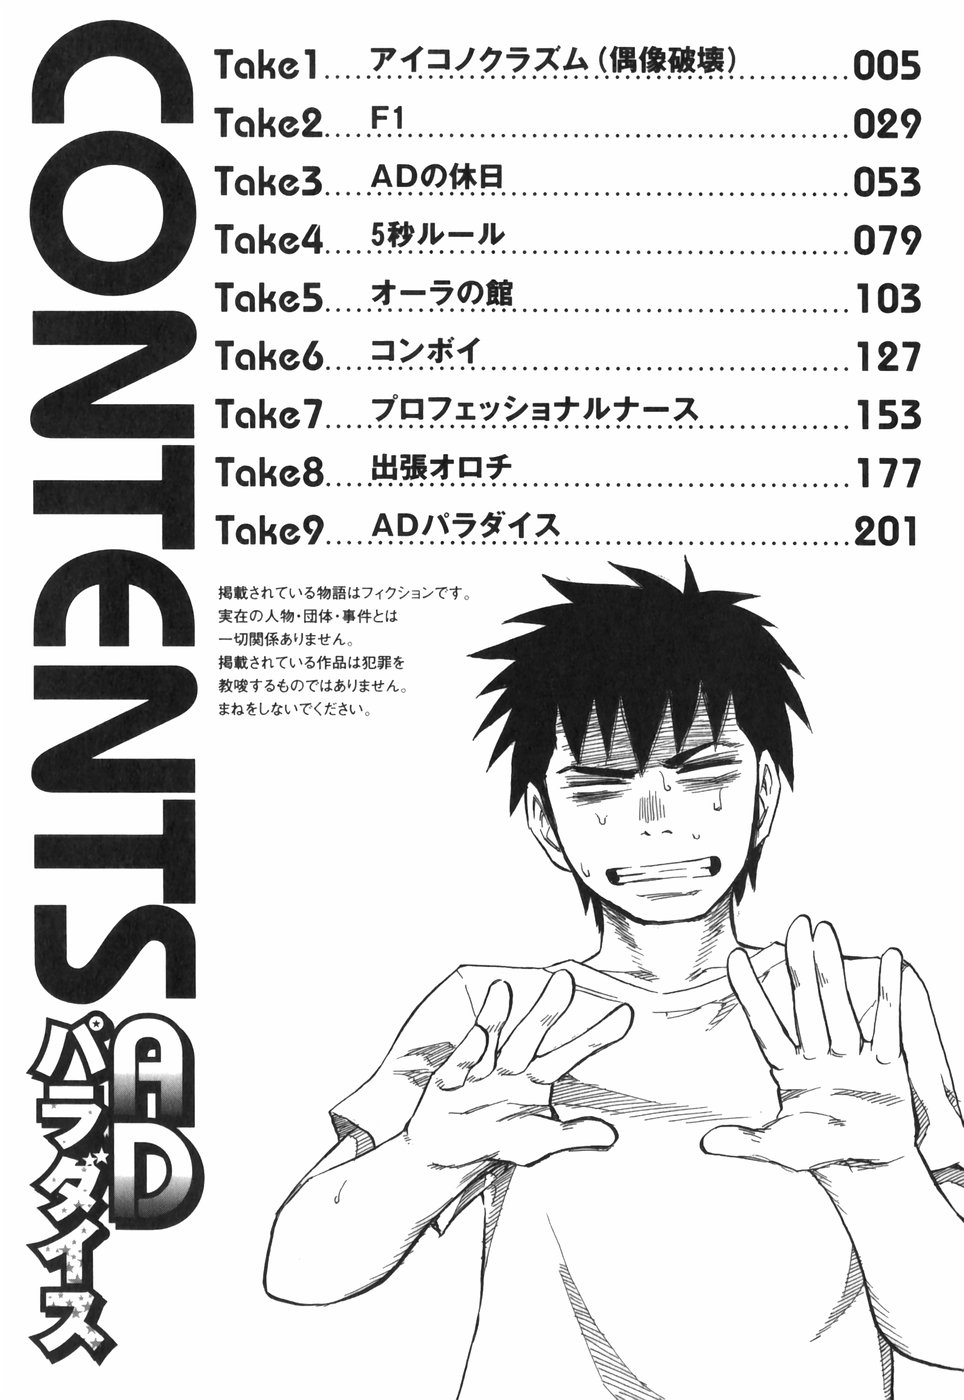 CONTENTS
ADパラダイス
Take1 アイコノクラズム(偶像破壊) 005
Take2 F1 029
Take3 ADの休日 053
Take4 5秒ルール 079
Take5 オーラの館 103
Take6 コンボイ 127
Take7 プロフェッショナルナース 153
Take8 出張オロチ 177
Take9 ADパラダイス 201
掲載されている物語はフィクションです。
実在の人物・団体・事件とは
一切関係ありません。
掲載されている作品は犯罪を
教唆するものではありません。
まねをしないでください。